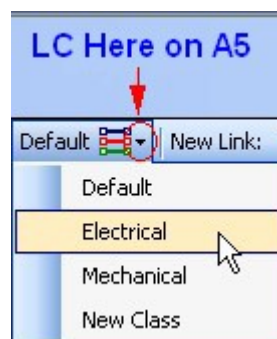 LC Here on A5
Default New Link:
Default
Electrical
Mechanical
New Class